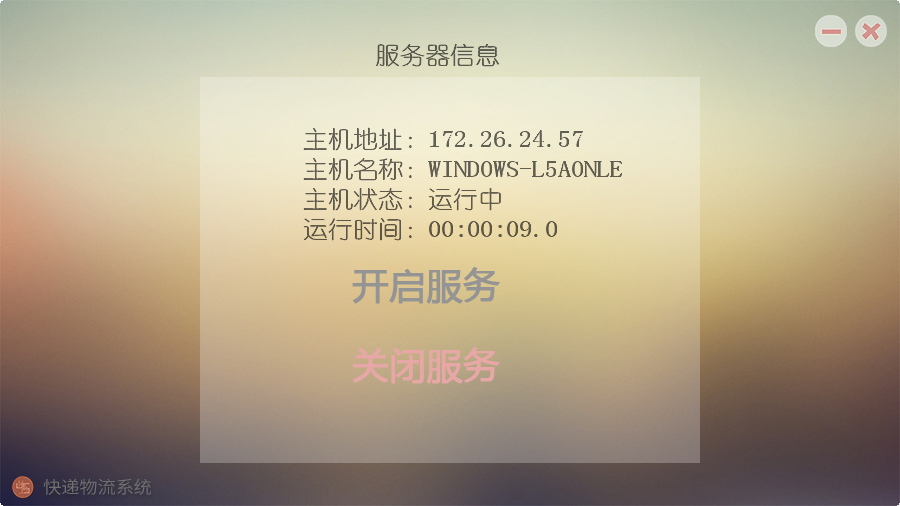 服务器信息
主机地址：172.26.24.57
主机名称：WINDOWS-L5AONLE
主机状态：运行中
运行时间：00:00:09.0
开启服务
关闭服务
快递物流系统